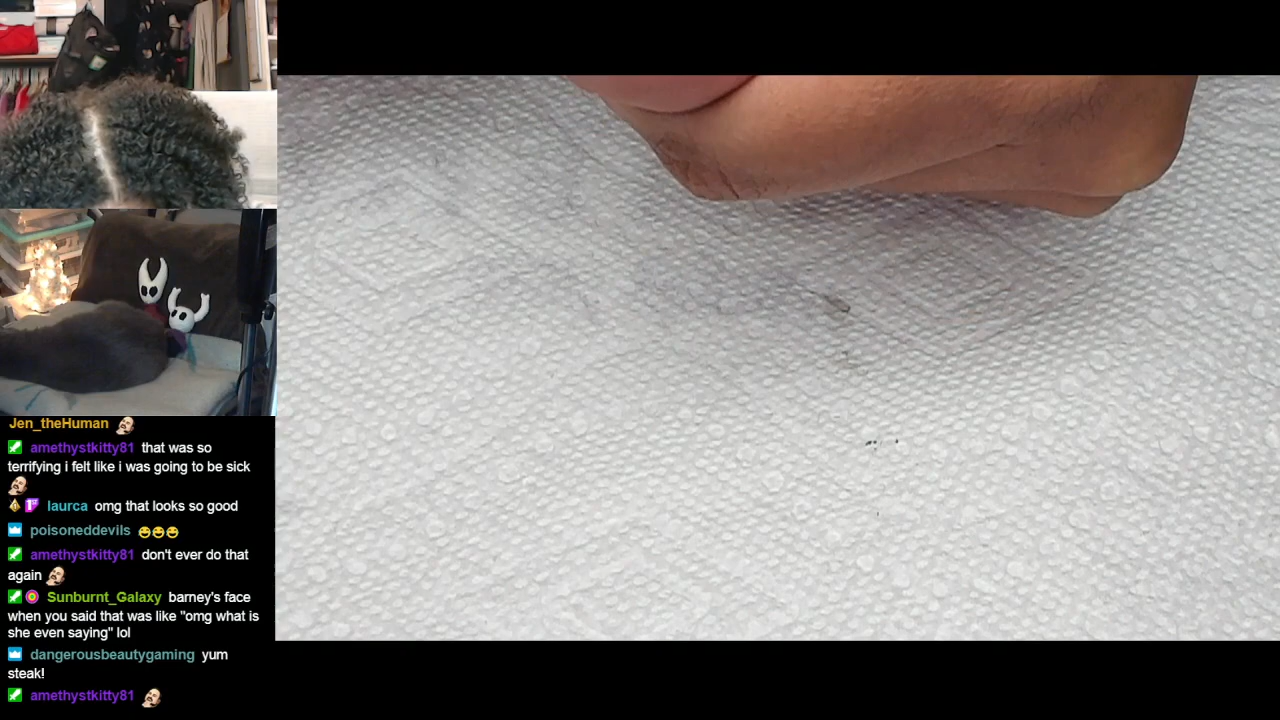 Jen_theHuman
amethystkitty81 that was so
terrifying i felt like i was going to be sick
laurca omg that looks so good
poisoneddevils
amethystkitty81 don't ever do that
again
Sunburnt_Galaxy barney's face
when you said that was like "omg what is
she even saying" lol
dangerousbeautygaming yum
steak!
amethystkitty81